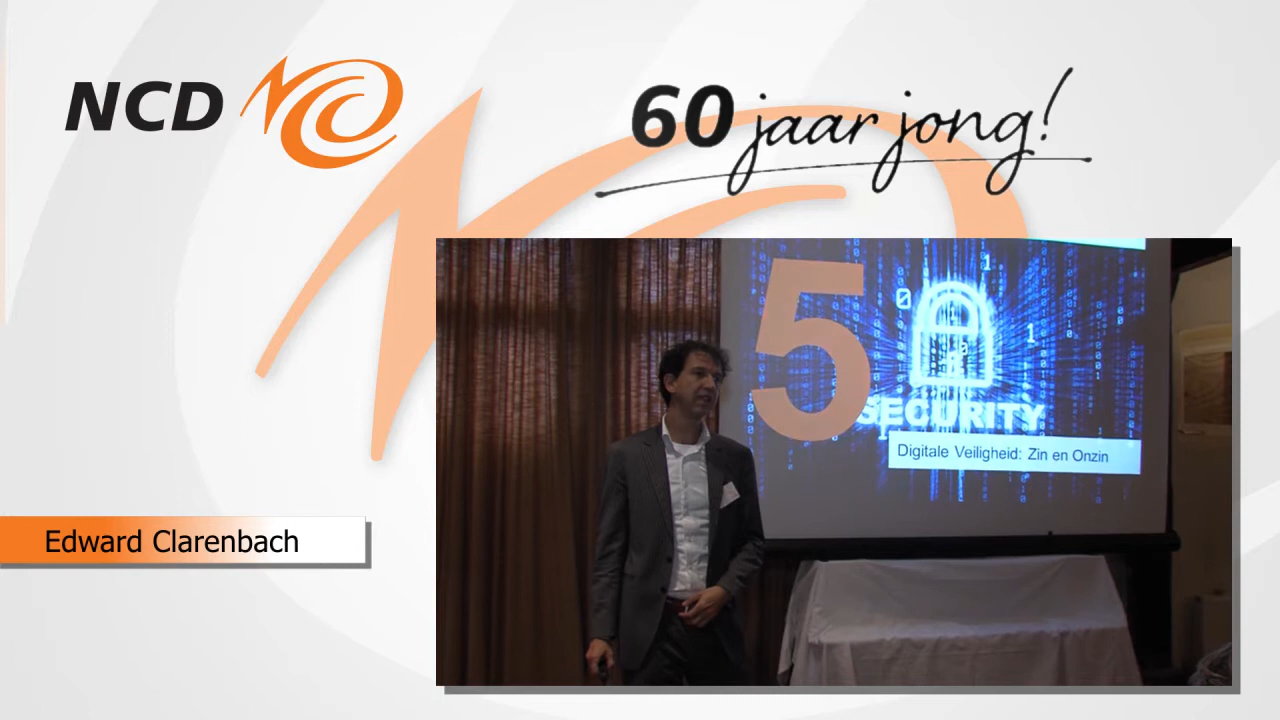 NCD
60 jaar jong!
5
SECURITY
Digitale Veiligheid: Zin en Onzin
Edward Clarenbach